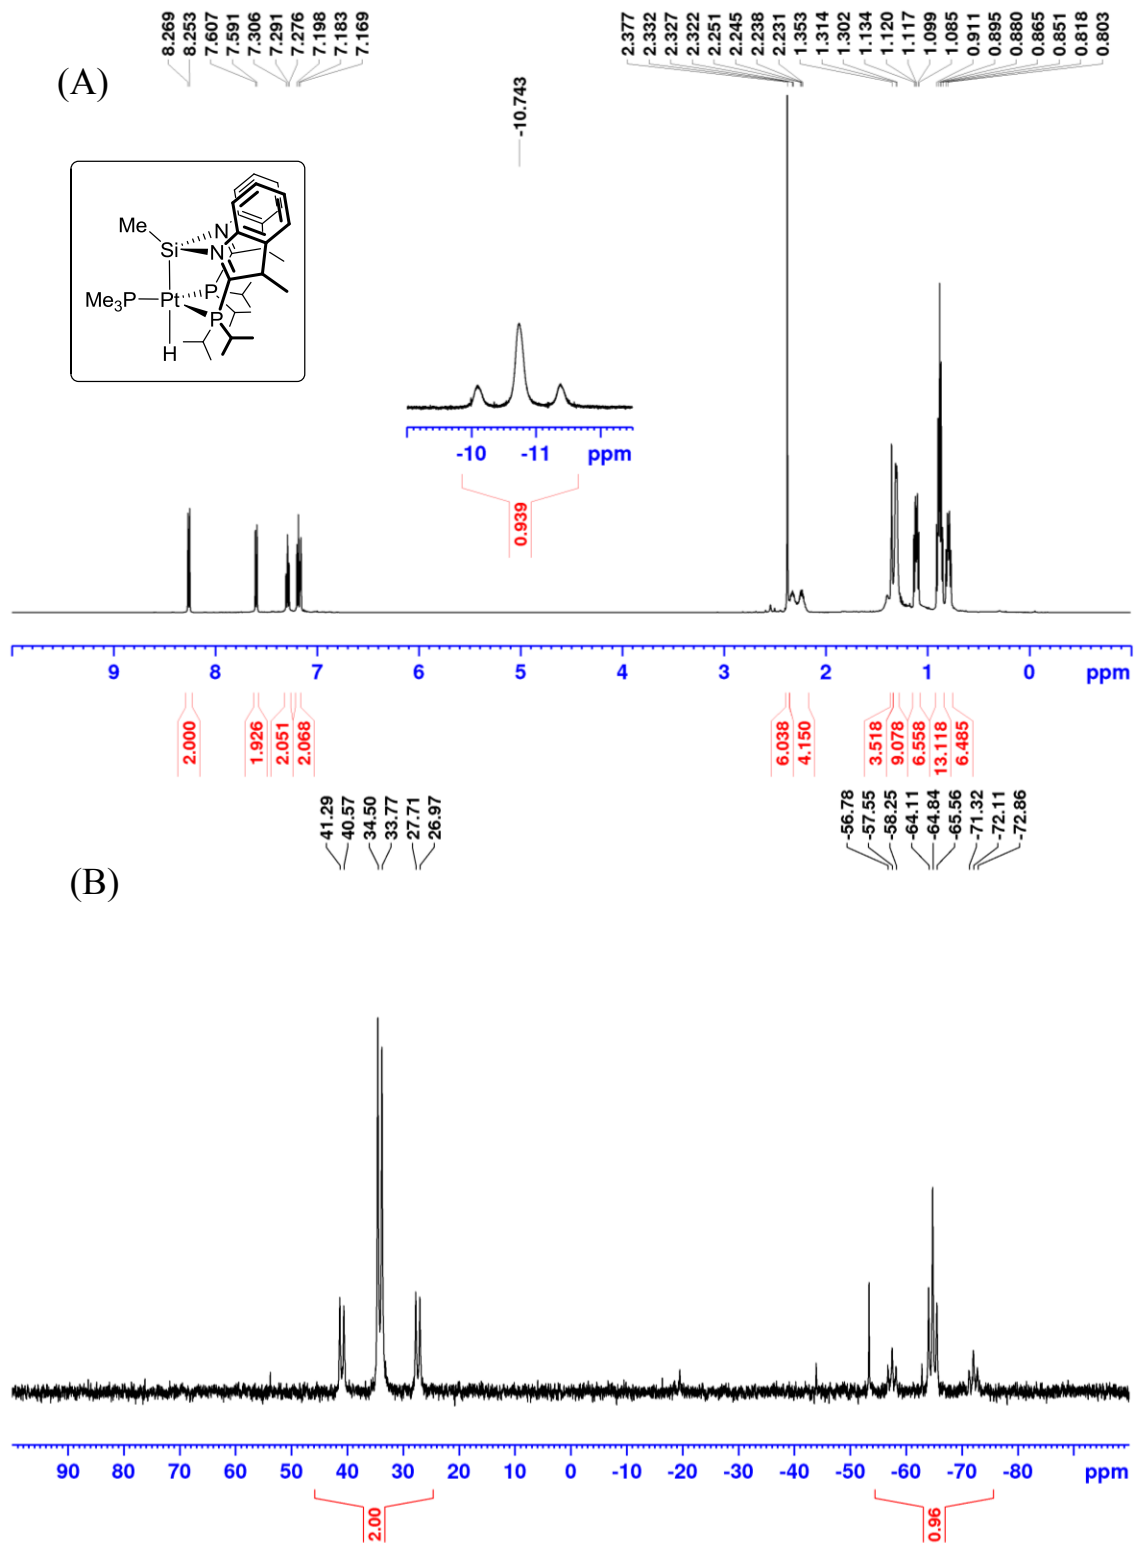 8.269 8.253 7.607 7.591 7.306 7.291 7.276 7.198 7.183 7.169
2.377 2.332 2.327 2.322 2.251 2.245 2.238 2.231 1.353 1.314 1.302 1.134 1.120 1.117 1.099 1.085 0.911 0.895 0.880 0.865 0.851 0.818 0.803
(A)
-10.743
Me
Si
N
N
Me3P
Pt
P
P
H
-10 -11 ppm
0.939
9 8 7 6 5 4 3 2 1 0 ppm
2.000 1.926 2.051 2.068 6.038 4.150 3.518 9.078 6.558 13.118 6.485
41.29 40.57 34.50 33.77 27.71 26.97
-56.78 -57.55 -58.25 -64.11 -64.84 -65.56 -71.32 -72.11 -72.86
(B)
90 80 70 60 50 40 30 20 10 0 -10 -20 -30 -40 -50 -60 -70 -80 ppm
2.00 0.96